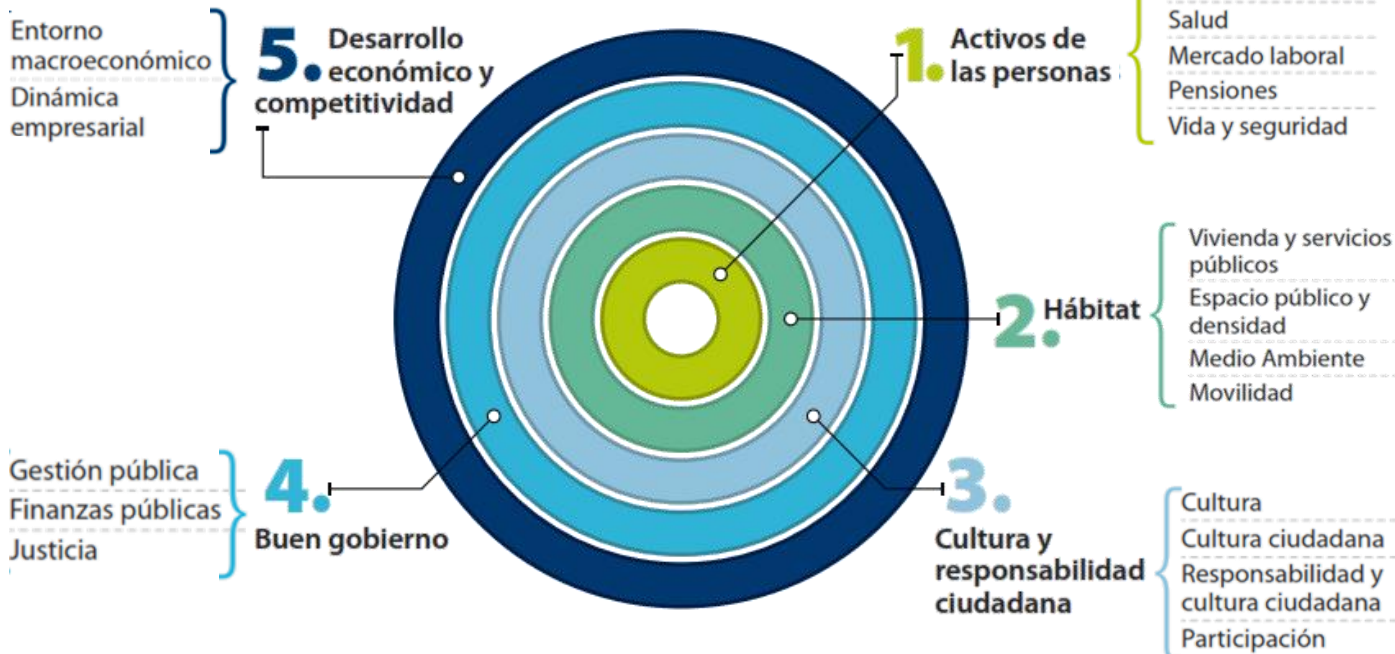 Entorno
macroeconómico
Dinámica
empresarial
5. Desarrollo
económico y
competitividad
1. Activos de
las personas
Salud
Mercado laboral
Pensiones
Vida y seguridad
2. Hábitat
Vivienda y servicios
públicos
Espacio público y
densidad
Medio Ambiente
Movilidad
Gestión pública
Finanzas públicas
Justicia
4.
Buen gobierno
3.
Cultura y
responsabilidad
ciudadana
Cultura
Cultura ciudadana
Responsabilidad y
cultura ciudadana
Participación